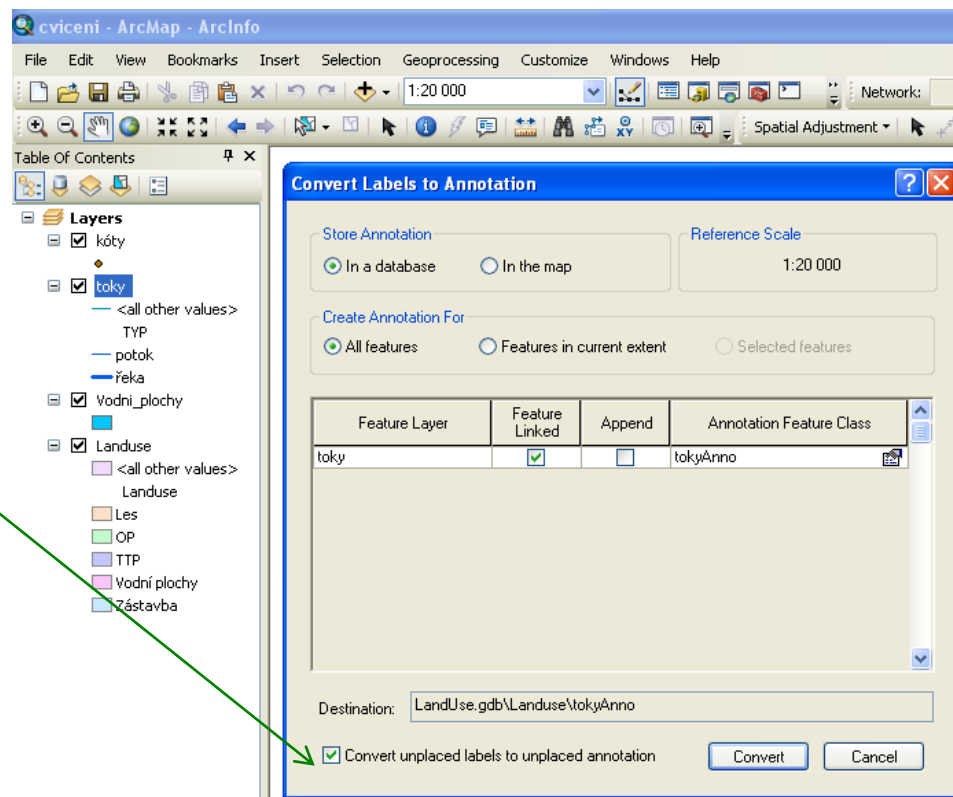 cviceni - ArcMap - ArcInfo
File Edit View Bookmarks Insert Selection Geoprocessing Customize Windows Help
1:20 000 Network:
Spatial Adjustment
Table Of Contents
Convert Labels to Annotation
Layers
kóty
toky
<all other values>
TYP
potok
řeka
Vodni_plochy
Landuse
<all other values>
Landuse
Les
OP
TTP
Vodní plochy
Zástavba
Store Annotation
In a database In the map
Reference Scale
1:20 000
Create Annotation For
All features Features in current extent Selected features
Feature Layer Feature Linked Append Annotation Feature Class
toky tokyAnno
Destination: LandUse.gdb\Landuse\tokyAnno
Convert unplaced labels to unplaced annotation Convert Cancel